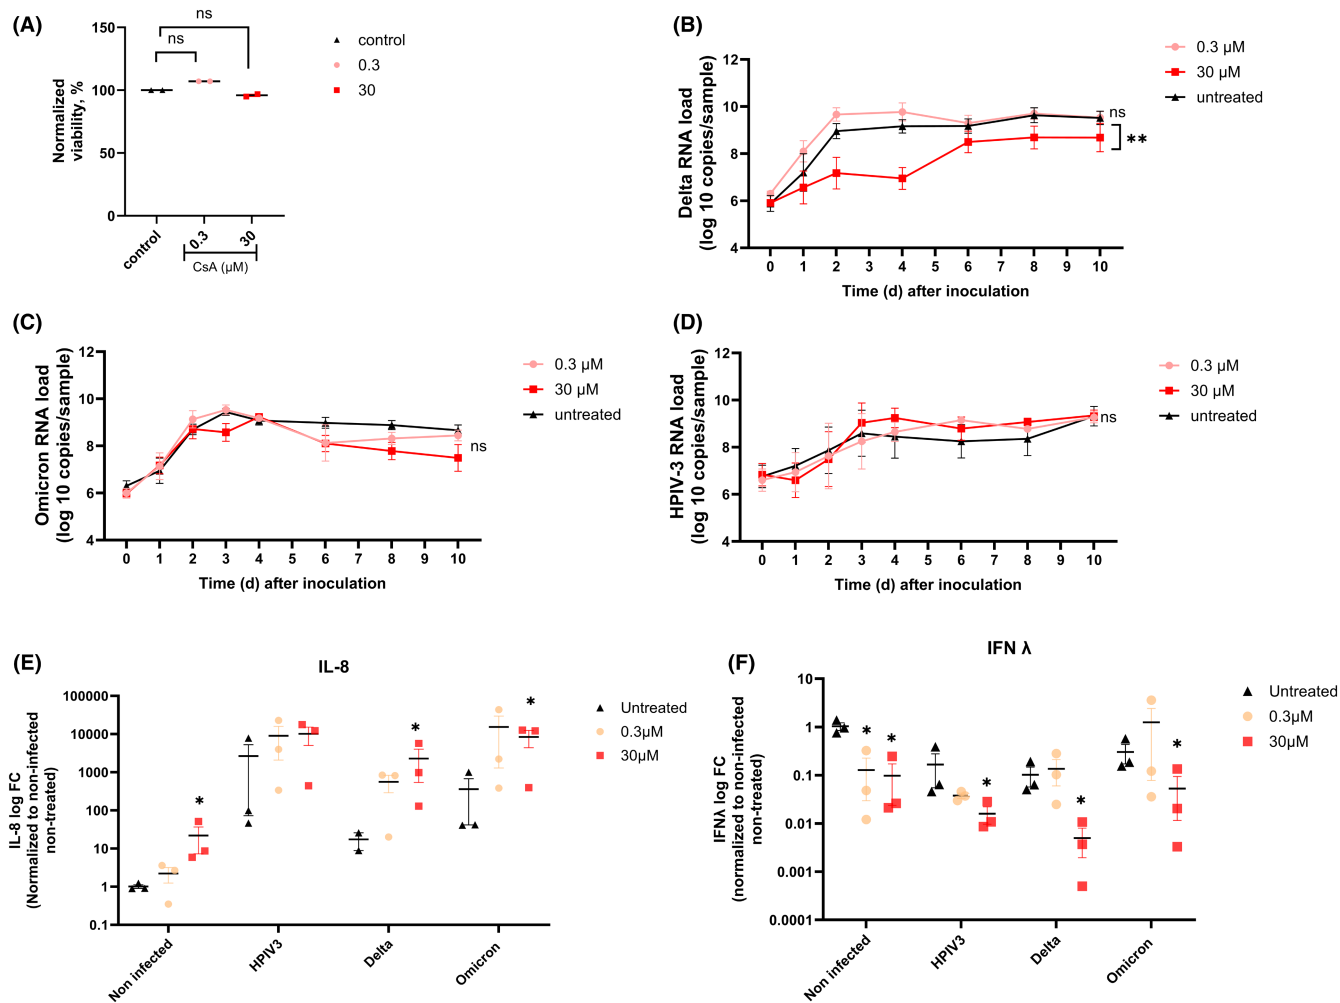 (A)
150
100
50
0
Normalized
viability, %
ns
ns
control
0.3
30
control
0.3
30
CsA (µM)
(B)
12
10
8
6
4
Delta RNA load
(log 10 copies/sample)
0.3 µM
30 µM
untreated
ns
**
0 1 2 3 4 5 6 7 8 9 10
Time (d) after inoculation
(C)
12
10
8
6
4
Omicron RNA load
(log 10 copies/sample)
0.3 µM
30 µM
untreated
ns
0 1 2 3 4 5 6 7 8 9 10
Time (d) after inoculation
(D)
12
10
8
6
4
HPIV-3 RNA load
(log 10 copies/sample)
0.3 µM
30 µM
untreated
ns
0 1 2 3 4 5 6 7 8 9 10
Time (d) after inoculation
(E)
IL-8
100000
10000
1000
100
10
1
0.1
IL-8 log FC
(Normalized to non-infected
non-treated)
Untreated
0.3µM
30µM
*
*
*
Non infected
HPIV3
Delta
Omicron
(F)
IFN λ
10
1
0.1
0.01
0.001
0.0001
IFNλ log FC
(normalized to non-infected
non-treated)
Untreated
0.3µM
30µM
*
*
*
*
*
Non infected
HPIV3
Delta
Omicron